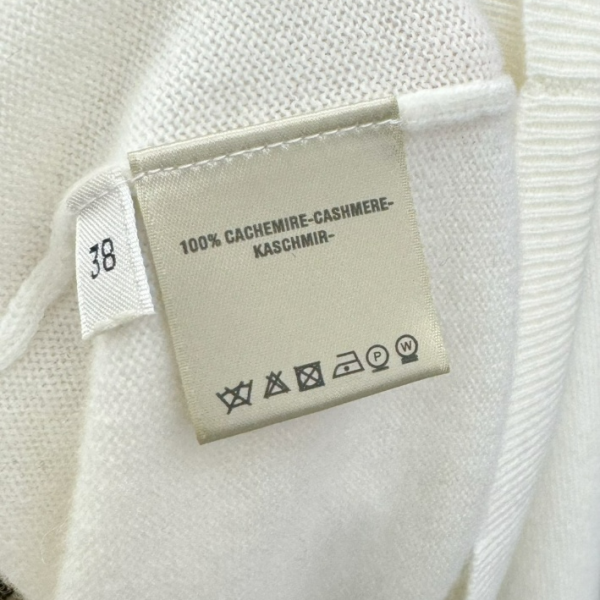 38
100% CACHEMIRE-CASHMERE-
KASCHMIR-
P W